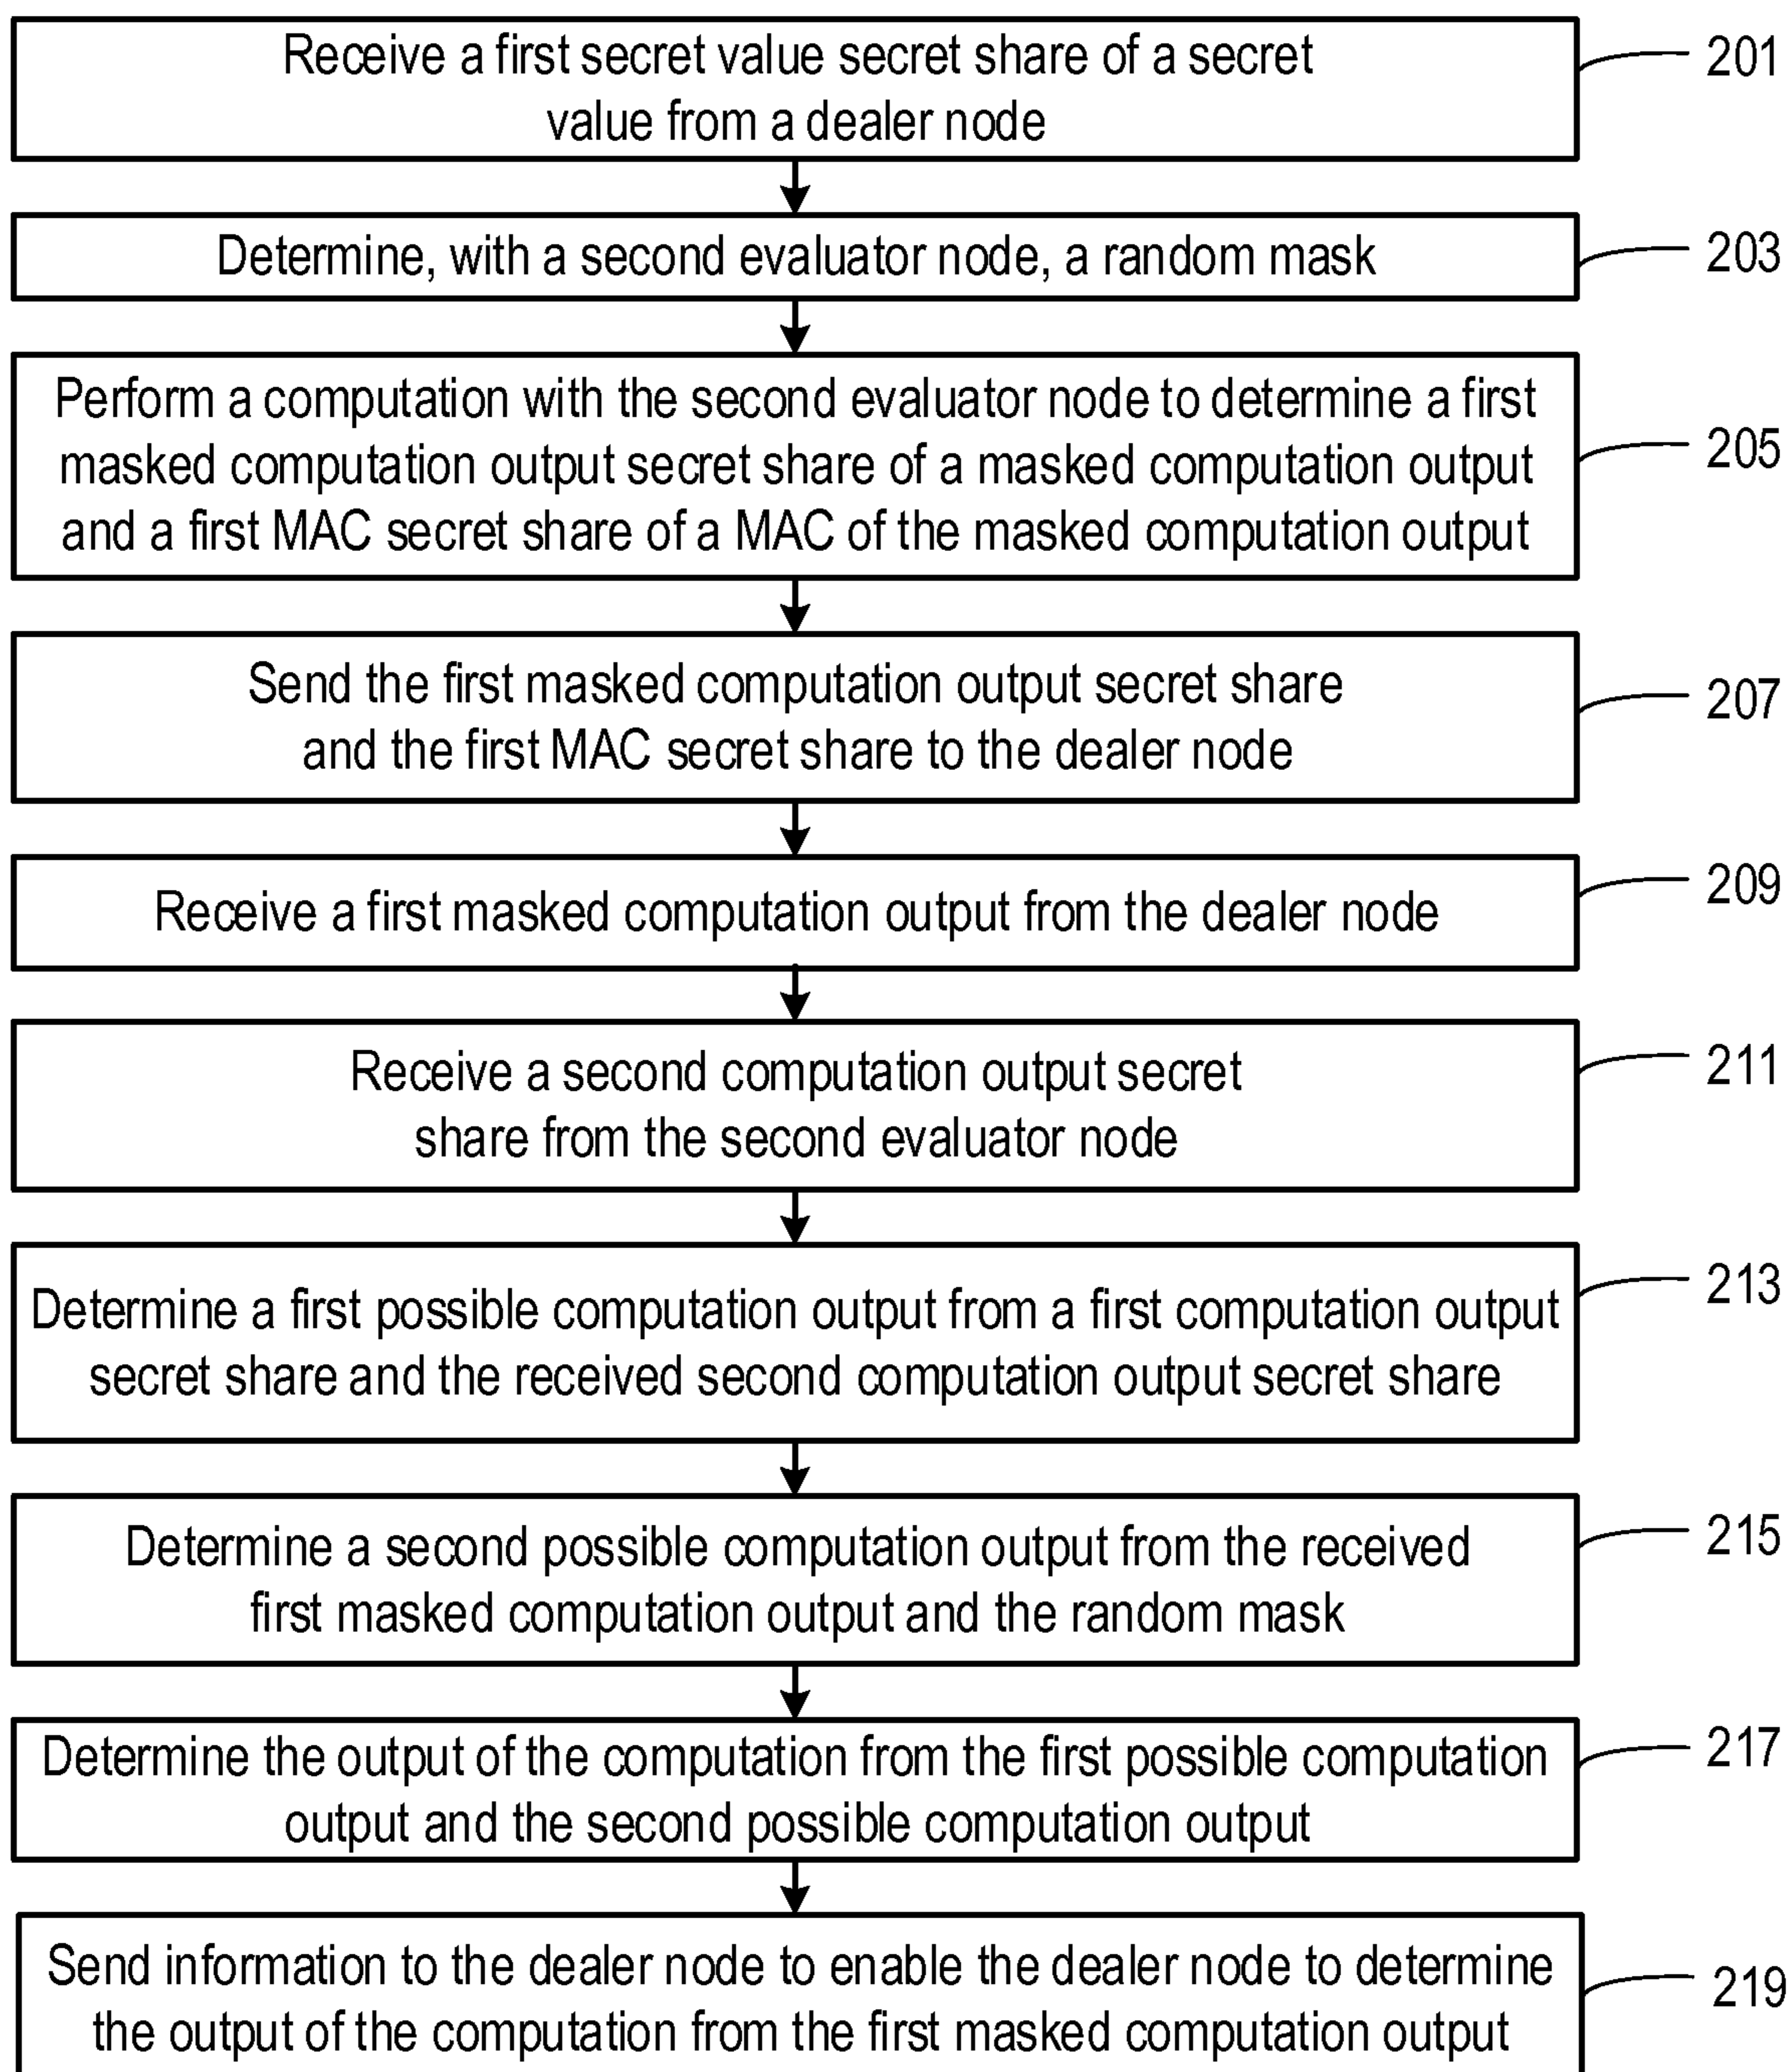 Receive a first secret value secret share of a secret
value from a dealer node
201
Determine, with a second evaluator node, a random mask
203
Perform a computation with the second evaluator node to determine a first
masked computation output secret share of a masked computation output
and a first MAC secret share of a MAC of the masked computation output
205
Send the first masked computation output secret share
and the first MAC secret share to the dealer node
207
Receive a first masked computation output from the dealer node
209
Receive a second computation output secret
share from the second evaluator node
211
Determine a first possible computation output from a first computation output
secret share and the received second computation output secret share
213
Determine a second possible computation output from the received
first masked computation output and the random mask
215
Determine the output of the computation from the first possible computation
output and the second possible computation output
217
Send information to the dealer node to enable the dealer node to determine
the output of the computation from the first masked computation output
219